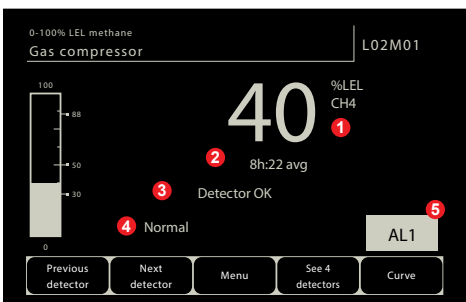 0-100% LEL methane
Gas compressor
L02M01
100
88
50
30
0
40
%LEL
CH4
1
2
8h:22 avg
3
Detector OK
4
Normal
5
AL1
Previous
detector
Next
detector
Menu
See 4
detectors
Curve